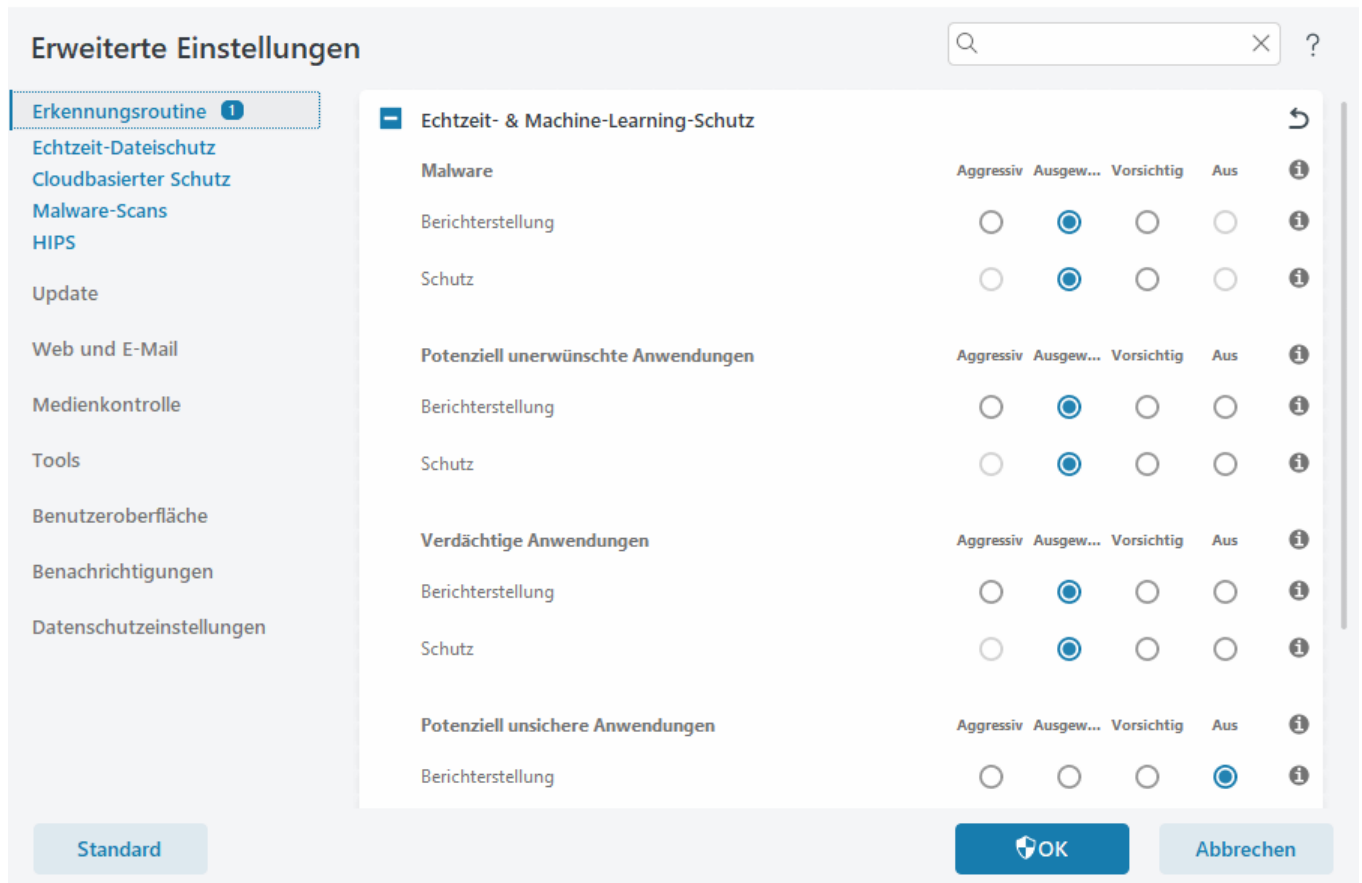 Erweiterte Einstellungen
?
Erkennungsroutine 1
Echtzeit-Dateischutz
Cloudbasierter Schutz
Malware-Scans
HIPS
Update
Web und E-Mail
Medienkontrolle
Tools
Benutzeroberfläche
Benachrichtigungen
Datenschutzeinstellungen
Echtzeit- & Machine-Learning-Schutz
Malware Aggressiv Ausgew... Vorsichtig Aus
Berichterstellung
Schutz
Potenziell unerwünschte Anwendungen Aggressiv Ausgew... Vorsichtig Aus
Berichterstellung
Schutz
Verdächtige Anwendungen Aggressiv Ausgew... Vorsichtig Aus
Berichterstellung
Schutz
Potenziell unsichere Anwendungen Aggressiv Ausgew... Vorsichtig Aus
Berichterstellung
Standard
OK
Abbrechen